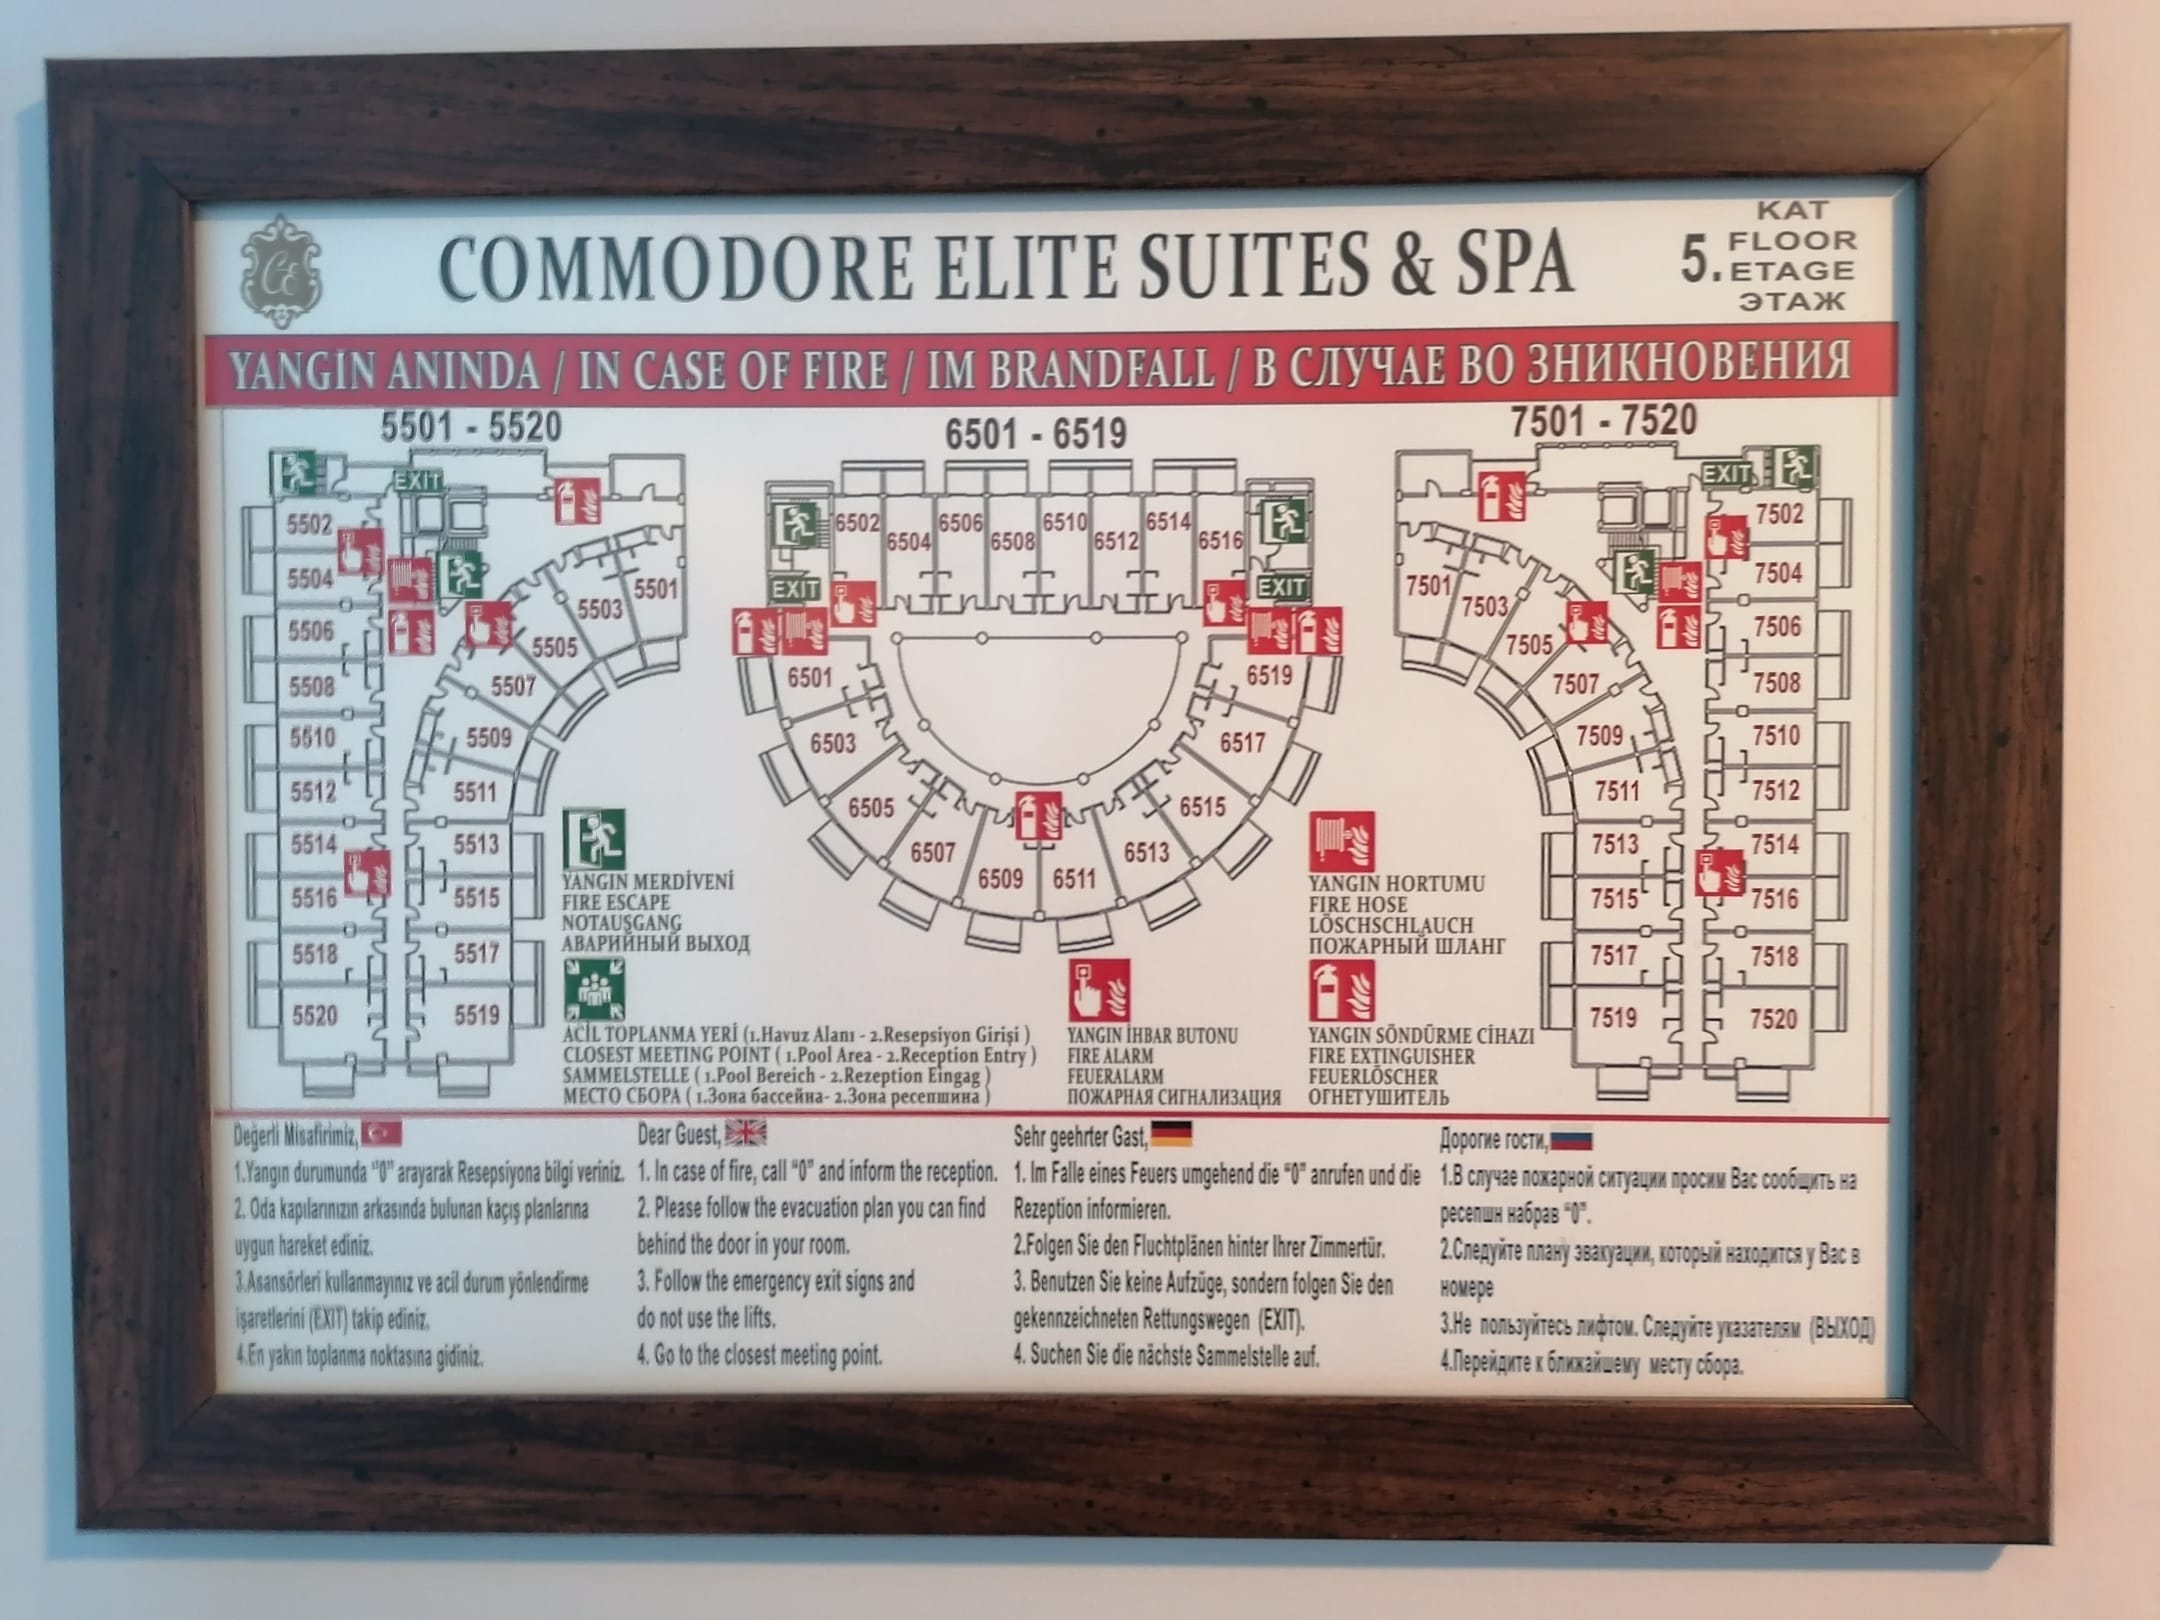 CE
COMMODORE ELITE SUITES & SPA
5.
KAT
FLOOR
ETAGE
ЭТАЖ
YANGIN ANINDA / IN CASE OF FIRE / IM BRANDFALL / В СЛУЧАЕ ВО ЗНИКНОВЕНИЯ
5501 - 5520
EXIT
5502
5504
5506
5508
5510
5512
5514
5516
5518
5520
5501
5503
5505
5507
5509
5511
5513
5515
5517
5519
6501 - 6519
6502
6504
6506
6508
6510
6512
6514
6516
EXIT
EXIT
6501
6503
6505
6507
6509
6511
6513
6515
6517
6519
7501 - 7520
EXIT
7501
7503
7505
7507
7509
7511
7513
7515
7517
7519
7502
7504
7506
7508
7510
7512
7514
7516
7518
7520
YANGIN MERDİVENİ
FIRE ESCAPE
NOTAUSGANG
АВАРИЙНЫЙ ВЫХОД
ACİL TOPLANMA YERİ (1.Havuz Alanı - 2.Resepsiyon Girişi )
CLOSEST MEETING POINT ( 1.Pool Area - 2.Reception Entry )
SAMMELSTELLE ( 1.Pool Bereich - 2.Rezeption Eingag )
МЕСТО СБОРА ( 1.Зона бассейна- 2.Зона ресепшина )
YANGIN İHBAR BUTONU
FIRE ALARM
FEUERALARM
ПОЖАРНАЯ СИГНАЛИЗАЦИЯ
YANGIN HORTUMU
FIRE HOSE
LÖSCHSCHLAUCH
ПОЖАРНЫЙ ШЛАНГ
YANGIN SÖNDÜRME CİHAZI
FIRE EXTINGUISHER
FEUERLÖSCHER
ОГНЕТУШИТЕЛЬ
Değerli Misafirimiz,
1.Yangın durumunda "0" arayarak Resepsiyona bilgi veriniz.
2. Oda kapılarınızın arkasında bulunan kaçış planlarına
uygun hareket ediniz.
3.Asansörleri kullanmayınız ve acil durum yönlendirme
işaretlerini (EXIT) takip ediniz.
4.En yakın toplanma noktasına gidiniz.
Dear Guest,
1. In case of fire, call "0" and inform the reception.
2. Please follow the evacuation plan you can find
behind the door in your room.
3. Follow the emergency exit signs and
do not use the lifts.
4. Go to the closest meeting point.
Sehr geehrter Gast,
1. Im Falle eines Feuers umgehend die "0" anrufen und die
Rezeption informieren.
2.Folgen Sie den Fluchtplänen hinter Ihrer Zimmertür.
3. Benutzen Sie keine Aufzüge, sondern folgen Sie den
gekennzeichneten Rettungswegen (EXIT).
4. Suchen Sie die nächste Sammelstelle auf.
Дорогие гости,
1.В случае пожарной ситуации просим Вас сообщить на
ресепшн набрав "0".
2.Следуйте плану эвакуации, который находится у Вас в
номере
3.Не пользуйтесь лифтом. Следуйте указателям (ВЫХОД)
4.Перейдите к ближайшему месту сбора.